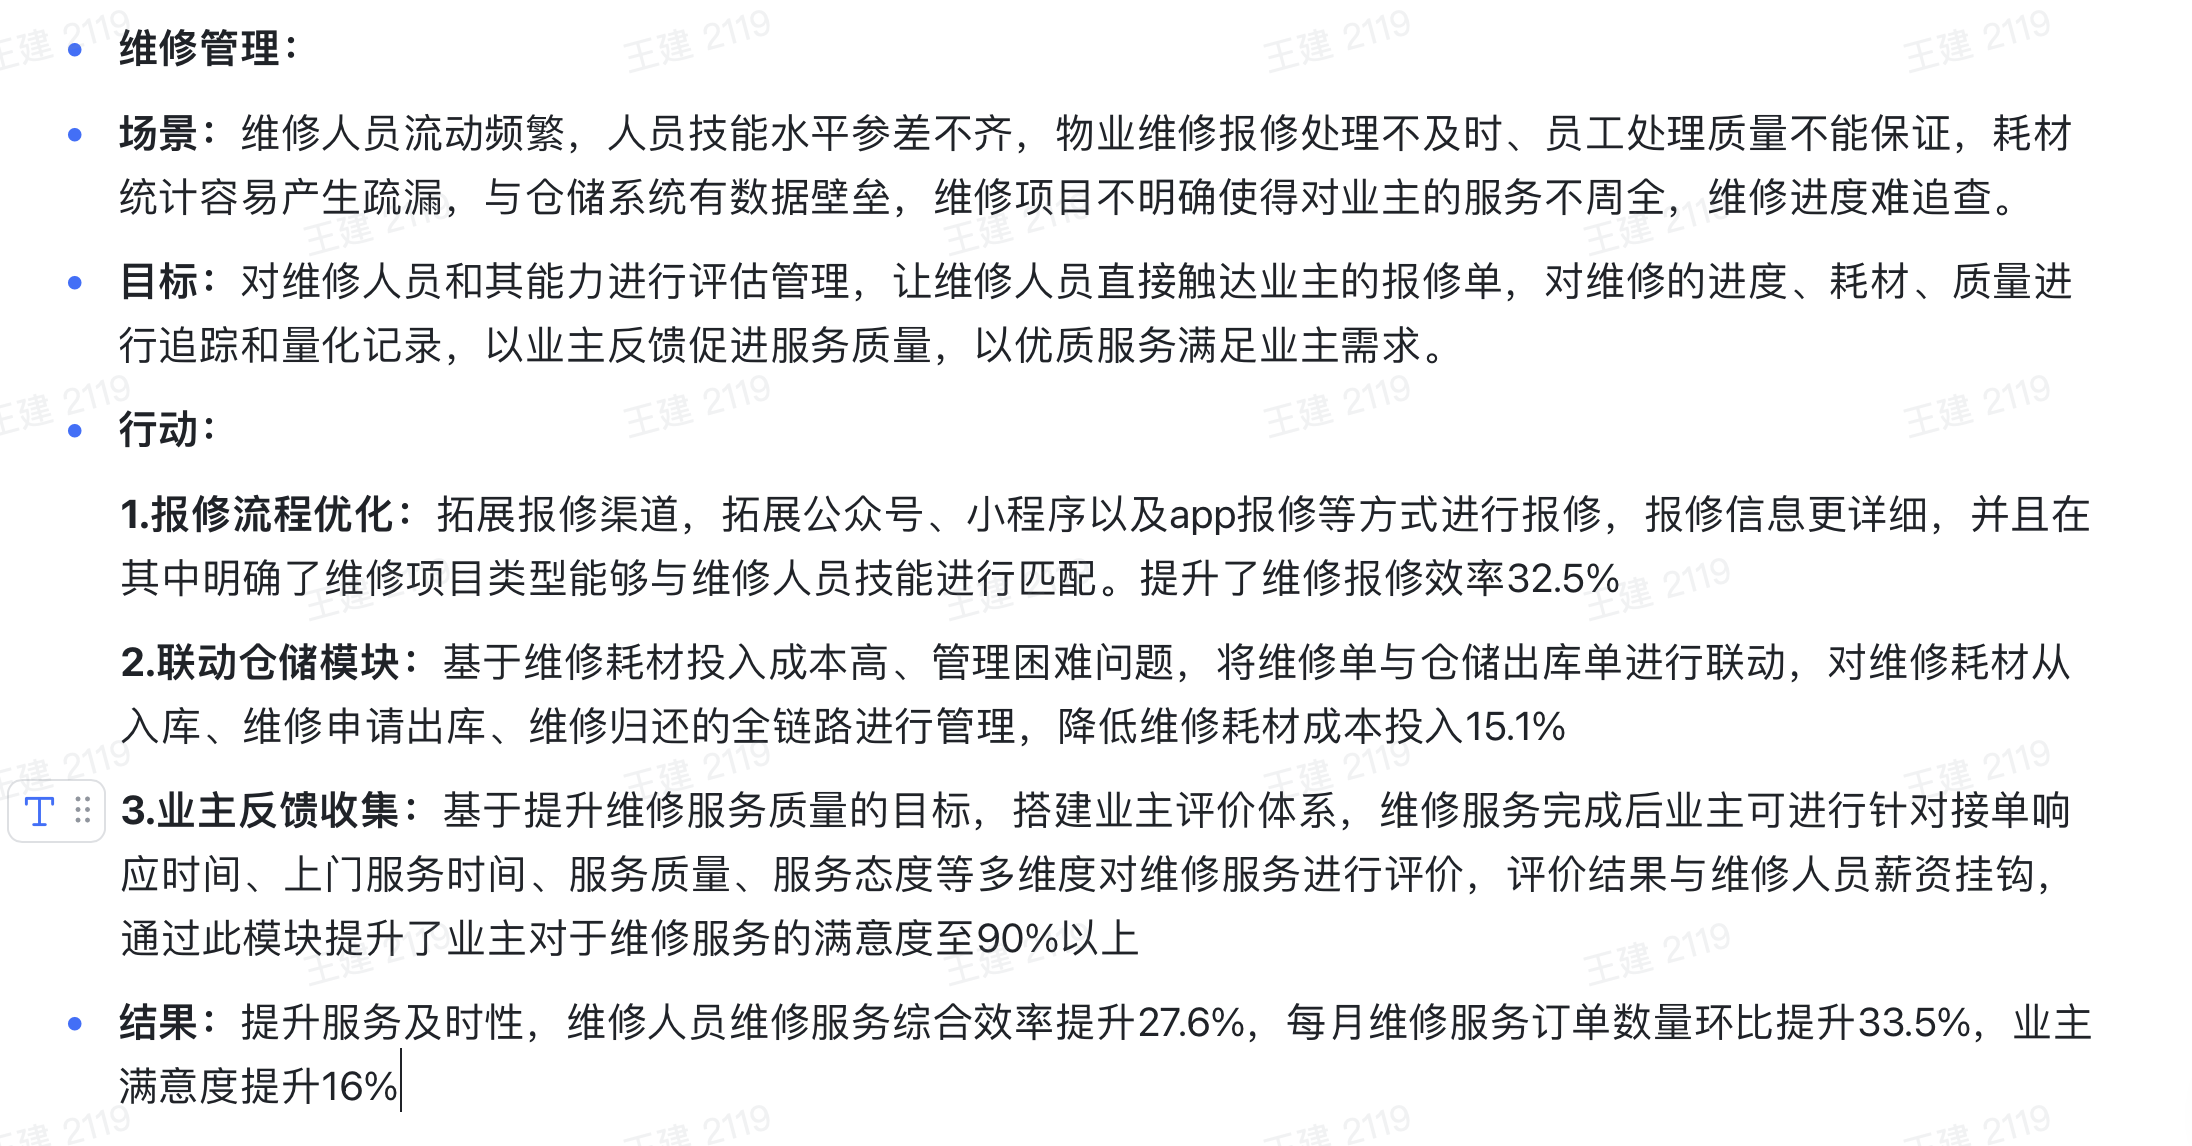 维修管理：
场景：维修人员流动频繁，人员技能水平参差不齐，物业维修报修处理不及时、员工处理质量不能保证，耗材
统计容易产生疏漏，与仓储系统有数据壁垒，维修项目不明确使得对业主的服务不周全，维修进度难追查。
目标：对维修人员和其能力进行评估管理，让维修人员直接触达业主的报修单，对维修的进度、耗材、质量进
行追踪和量化记录，以业主反馈促进服务质量，以优质服务满足业主需求。
行动：
1.报修流程优化：拓展报修渠道，拓展公众号、小程序以及app报修等方式进行报修，报修信息更详细，并且在
其中明确了维修项目类型能够与维修人员技能进行匹配。提升了维修报修效率32.5%
2.联动仓储模块：基于维修耗材投入成本高、管理困难问题，将维修单与仓储出库单进行联动，对维修耗材从
入库、维修申请出库、维修归还的全链路进行管理，降低维修耗材成本投入15.1%
3.业主反馈收集：基于提升维修服务质量的目标，搭建业主评价体系，维修服务完成后业主可进行针对接单响
应时间、上门服务时间、服务质量、服务态度等多维度对维修服务进行评价，评价结果与维修人员薪资挂钩，
通过此模块提升了业主对于维修服务的满意度至90%以上
结果：提升服务及时性，维修人员维修服务综合效率提升27.6%，每月维修服务订单数量环比提升33.5%，业主
满意度提升16%
王建 2119